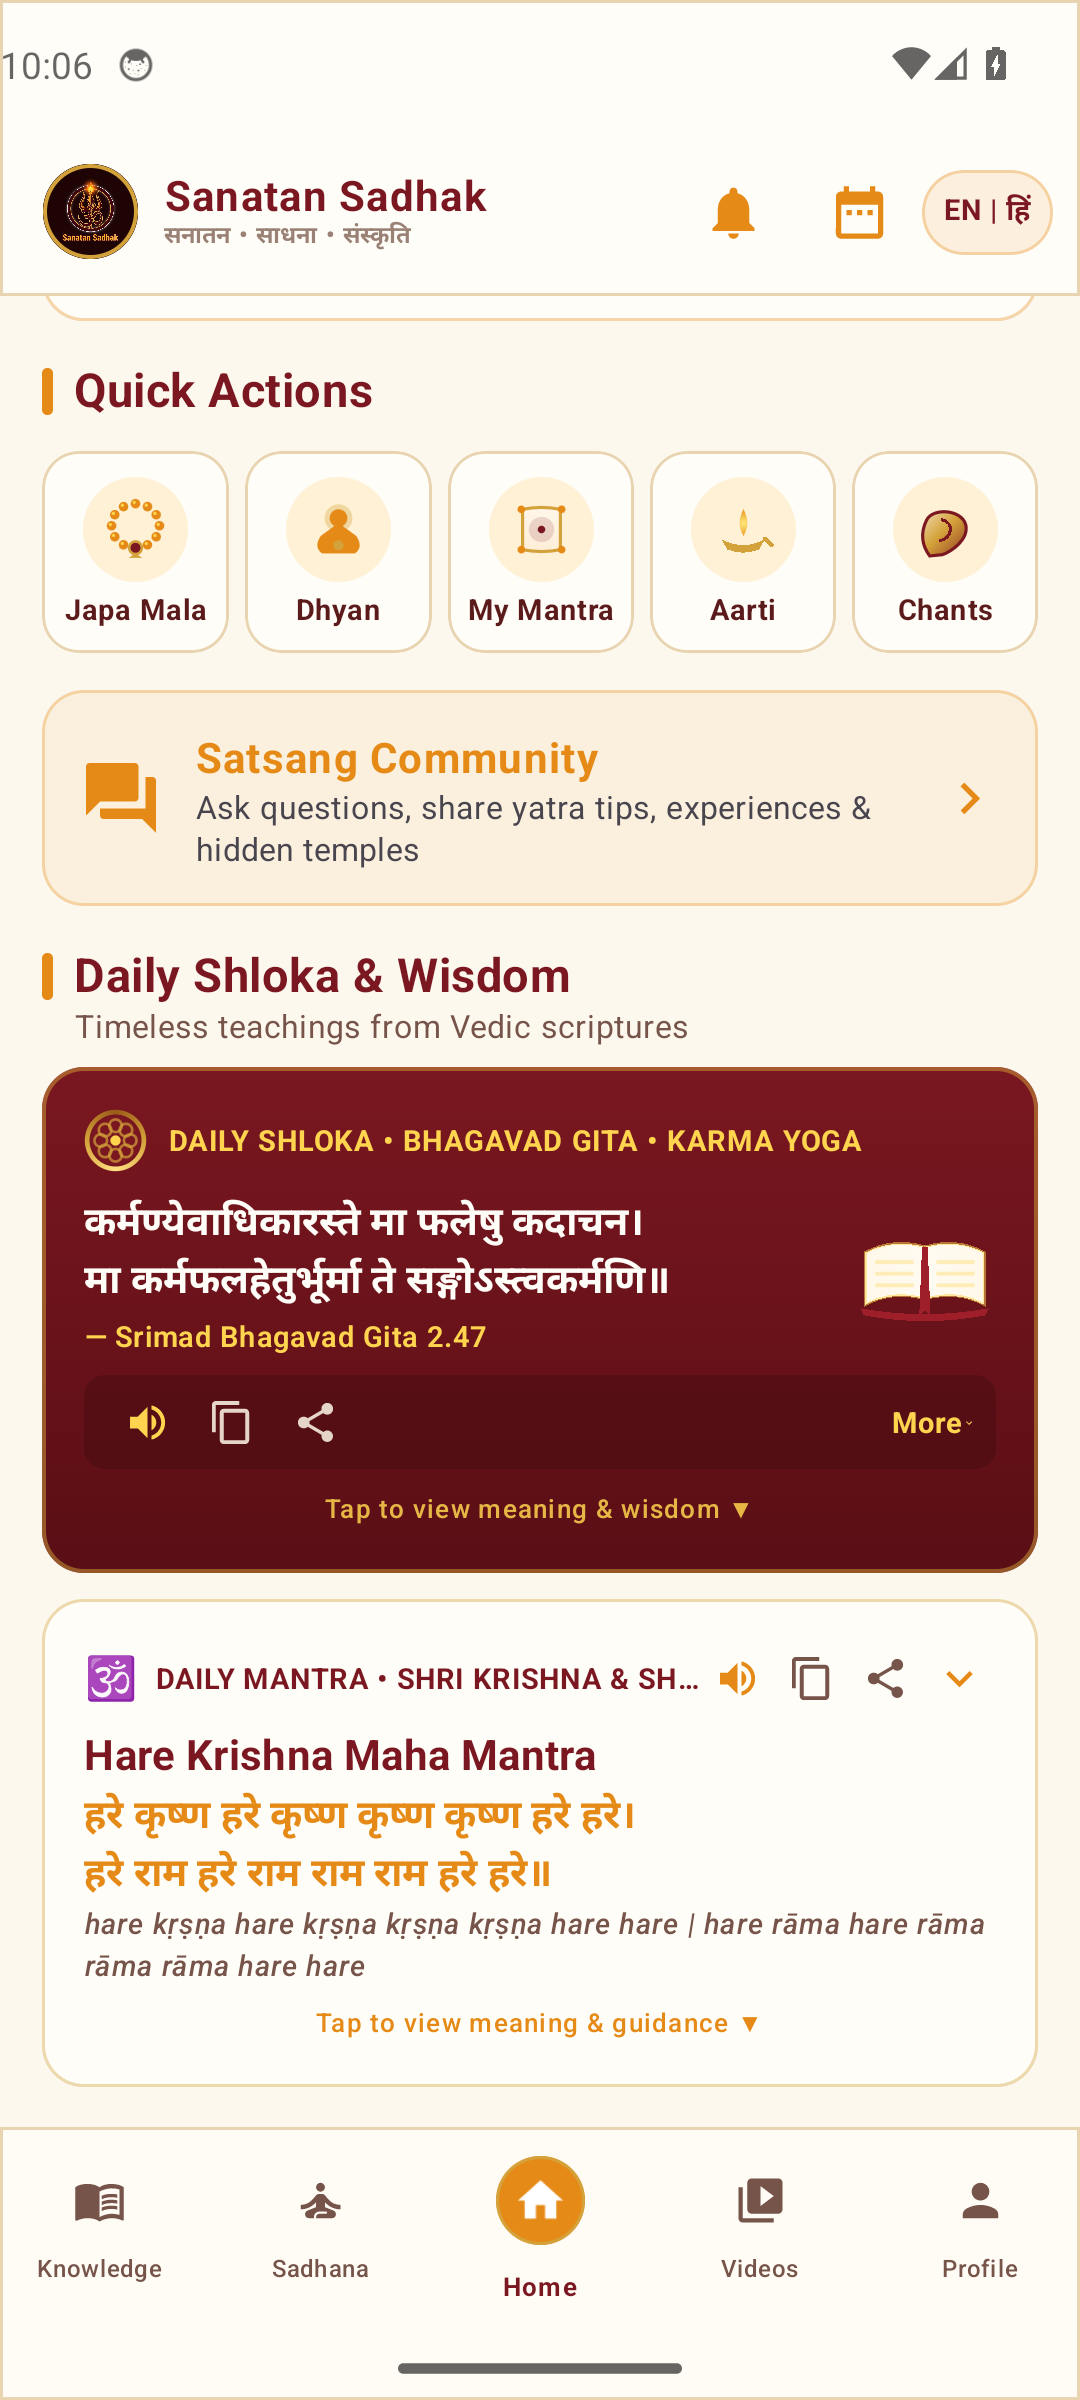 10:06
Sanatan Sadhak
सनातन • साधना • संस्कृति
EN | हिं
Sanatan Sadhak
Quick Actions
Japa Mala
Dhyan
My Mantra
Aarti
Chants
Satsang Community
Ask questions, share yatra tips, experiences &
hidden temples
Daily Shloka & Wisdom
Timeless teachings from Vedic scriptures
DAILY SHLOKA • BHAGAVAD GITA • KARMA YOGA
कर्मण्येवाधिकारस्ते मा फलेषु कदाचन।
मा कर्मफलहेतुर्भूर्मा ते सङ्गोऽस्त्वकर्मणि॥
— Srimad Bhagavad Gita 2.47
More
Tap to view meaning & wisdom ▼
ॐ
DAILY MANTRA • SHRI KRISHNA & SH...
Hare Krishna Maha Mantra
हरे कृष्ण हरे कृष्ण कृष्ण कृष्ण हरे हरे।
हरे राम हरे राम राम राम हरे हरे॥
hare kṛṣṇa hare kṛṣṇa kṛṣṇa kṛṣṇa hare hare | hare rāma hare rāma
rāma rāma hare hare
Tap to view meaning & guidance ▼
Knowledge
Sadhana
Home
Videos
Profile